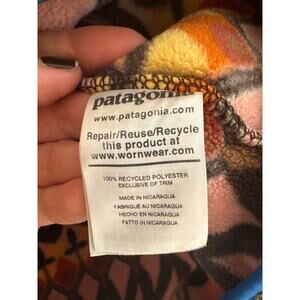 patagonia
www.patagonia.com
Repair/Reuse/Recycle
this product at
www.wornwear.com
100% RECYCLED POLYESTER
EXCLUSIVE OF TRIM
MADE IN NICARAGUA
FABRIQUÉ AU NICARAGUA
HECHO EN NICARAGUA
FATTO IN NICARAGUA